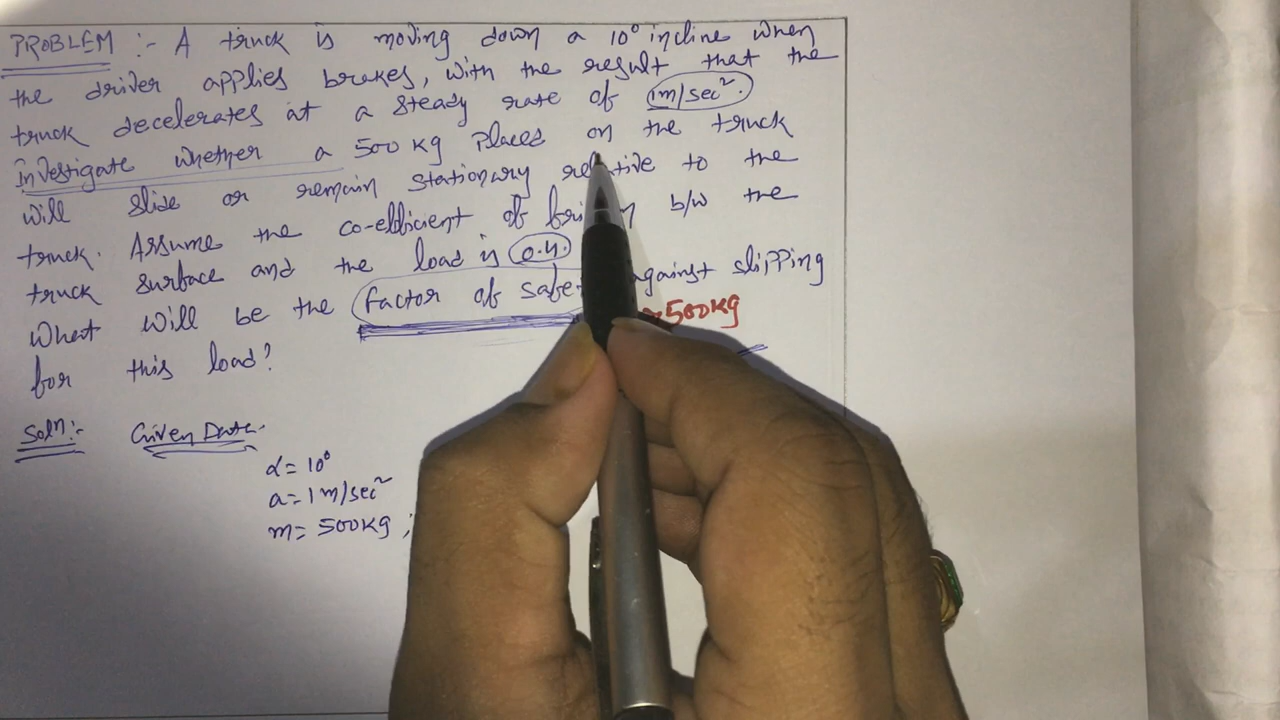 PROBLEM :- A truck is moving down a 10° incline when
the driver applies brakes, with the result that the
truck decelerates at a steady rate of 1m/sec².
Investigate whether a 500 kg places on the truck
will slide or remain stationary relative to the
truck. Assume the co-efficient of b/w the
truck surface and the load is 0.4.
What will be the factor of against slipping
for this load?
500kg
Soln:- Given Data-
α = 10°
a = 1m/sec²
m = 500kg ;